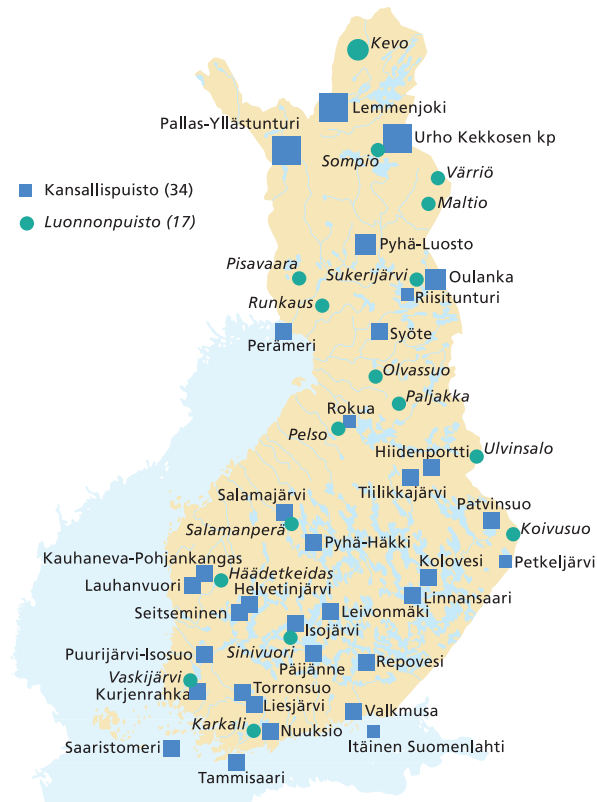 Kevo
Lemmenjoki
Pallas-Yllästunturi
Urho Kekkosen kp
Sompio
Värriö
Kansallispuisto (34)
Maltio
Luonnonpuisto (17)
Pyhä-Luosto
Pisavaara
Sukerijärvi
Oulanka
Riisitunturi
Runkaus
Perämeri
Syöte
Olvassuo
Paljakka
Rokua
Pelso
Hiidenportti
Ulvinsalo
Tiilikkajärvi
Salamajärvi
Patvinsuo
Salamanperä
Koivusuo
Pyhä-Häkki
Kauhaneva-Pohjankangas
Kolovesi
Petkeljärvi
Lauhanvuori
Häädetkeidas
Helvetinjärvi
Linnansaari
Seitseminen
Leivonmäki
Isojärvi
Puurijärvi-Isosuo
Sinivuori
Päijänne
Repovesi
Vaskijärvi
Kurjenrahka
Torronsuo
Liesjärvi
Valkmusa
Karkali
Nuuksio
Itäinen Suomenlahti
Saaristomeri
Tammisaari